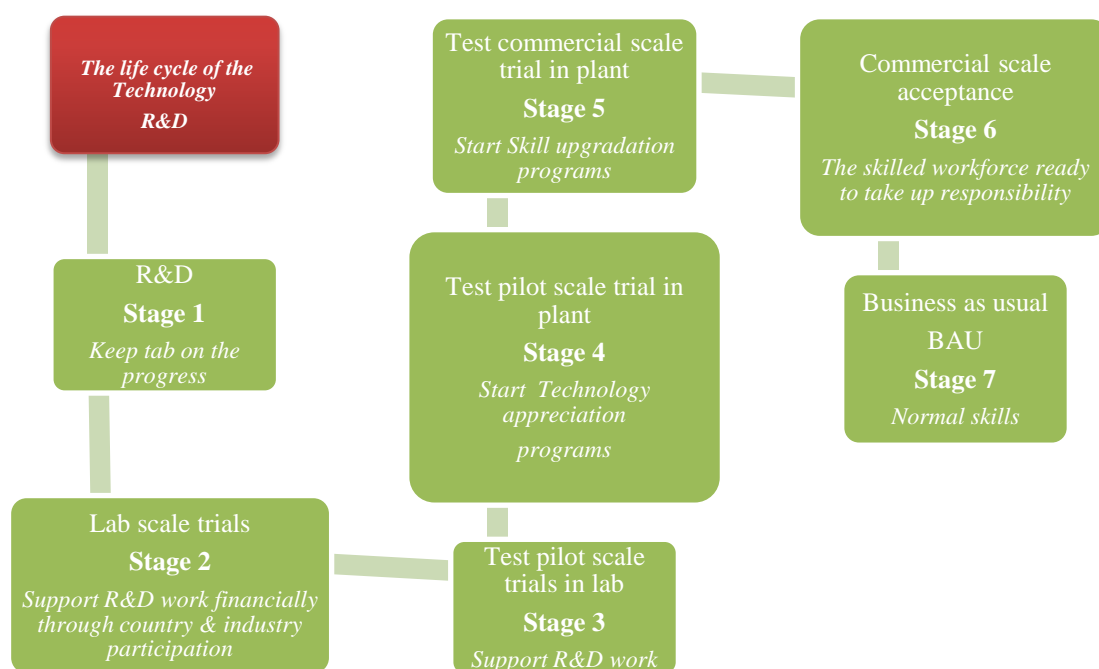 The life cycle of the
Technology
R&D
R&D
Stage 1
Keep tab on the
progress
Lab scale trials
Stage 2
Support R&D work financially
through country & industry
participation
Test pilot scale
trials in lab
Stage 3
Support R&D work
Test pilot scale trial in
plant
Stage 4
Start Technology
appreciation
programs
Test commercial scale
trial in plant
Stage 5
Start Skill upgradation
programs
Commercial scale
acceptance
Stage 6
The skilled workforce ready
to take up responsibility
Business as usual
BAU
Stage 7
Normal skills